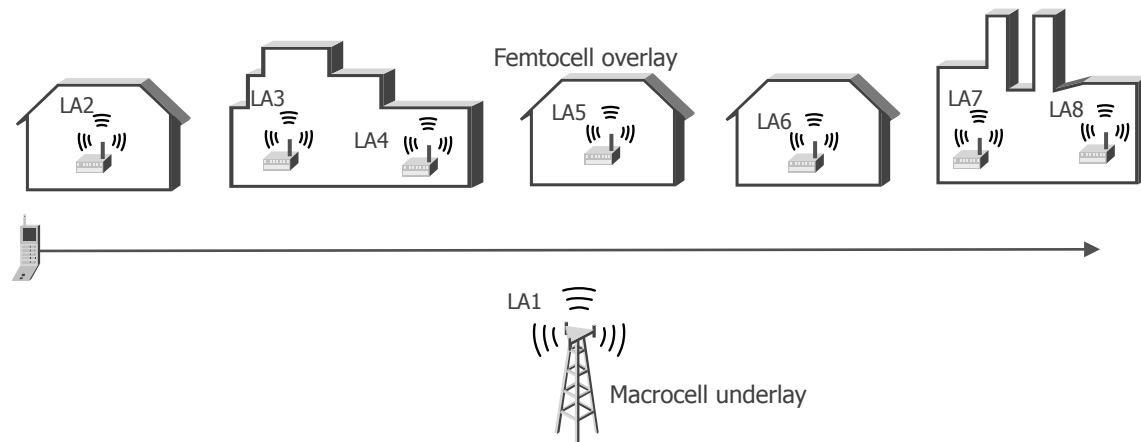 Femtocell overlay
LA2
LA3
LA4
LA5
LA6
LA7
LA8
LA1
Macrocell underlay